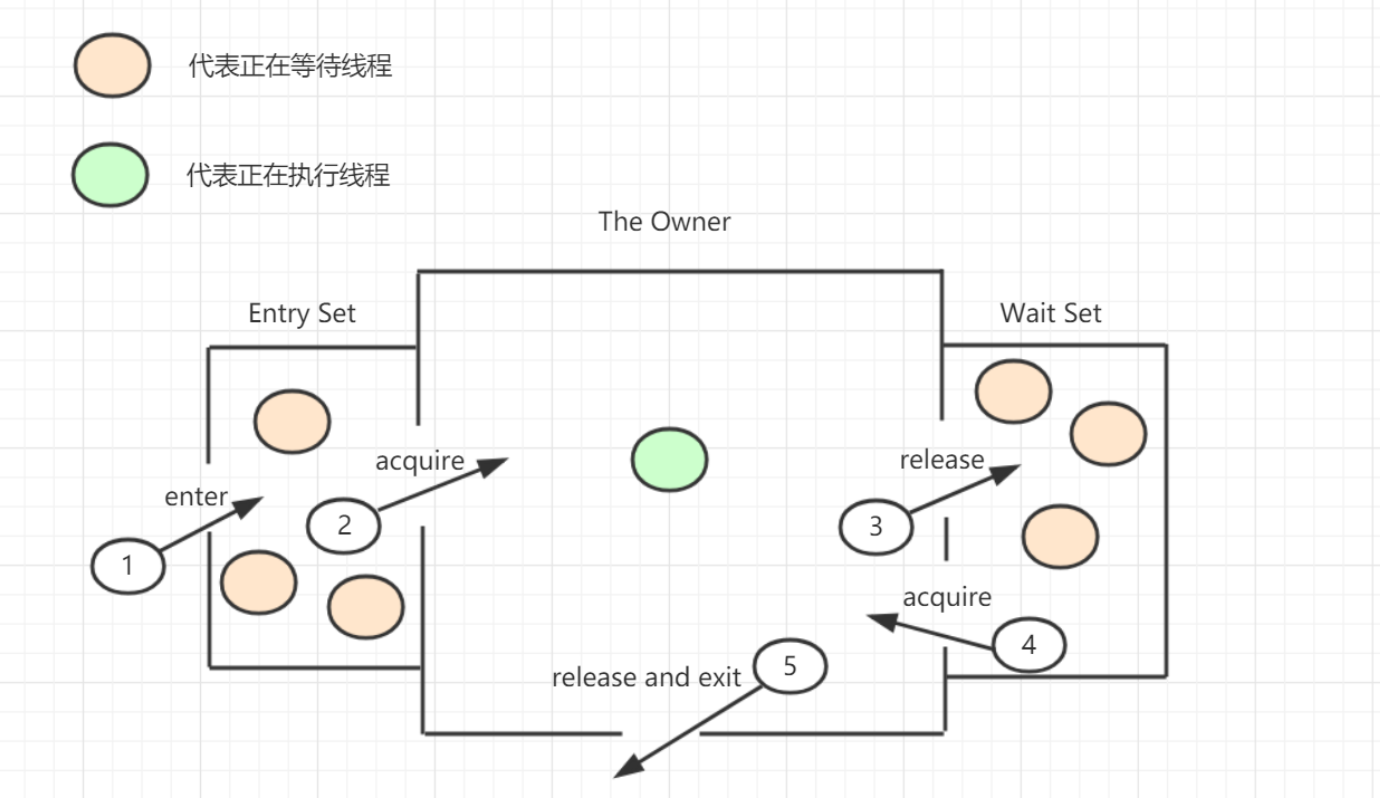 代表正在等待线程
代表正在执行线程
The Owner
Entry Set
Wait Set
acquire
release
enter
2
3
1
acquire
4
5
release and exit